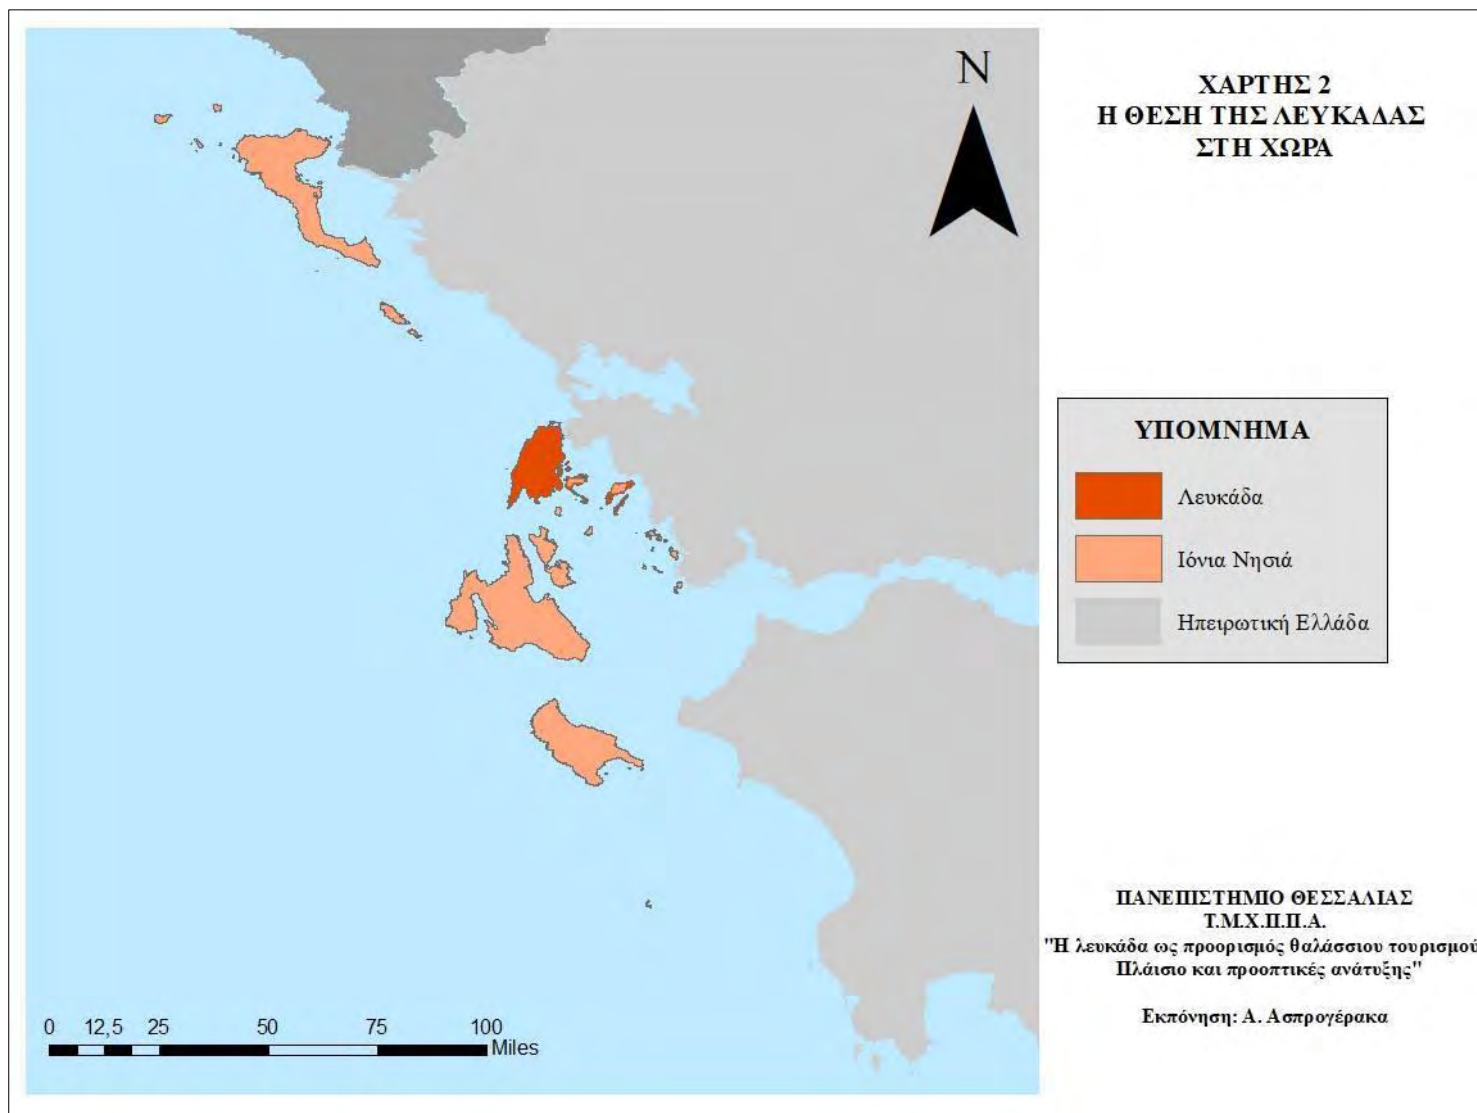 N
ΧΑΡΤΗΣ 2
Η ΘΕΣΗ ΤΗΣ ΛΕΥΚΑΔΑΣ
ΣΤΗ ΧΩΡΑ
ΥΠΟΜΝΗΜΑ
Λευκάδα
Ιόνια Νησιά
Ηπειρωτική Ελλάδα
ΠΑΝΕΠΙΣΤΗΜΙΟ ΘΕΣΣΑΛΙΑΣ
Τ.Μ.Χ.Π.Π.Α.
"Η λευκάδα ως προορισμός θαλάσσιου τουρισμού
Πλάισιο και προοπτικές ανάτυξης"
Εκπόνηση: Α. Ασπρογέρακα
0 12,5 25 50 75 100
Miles